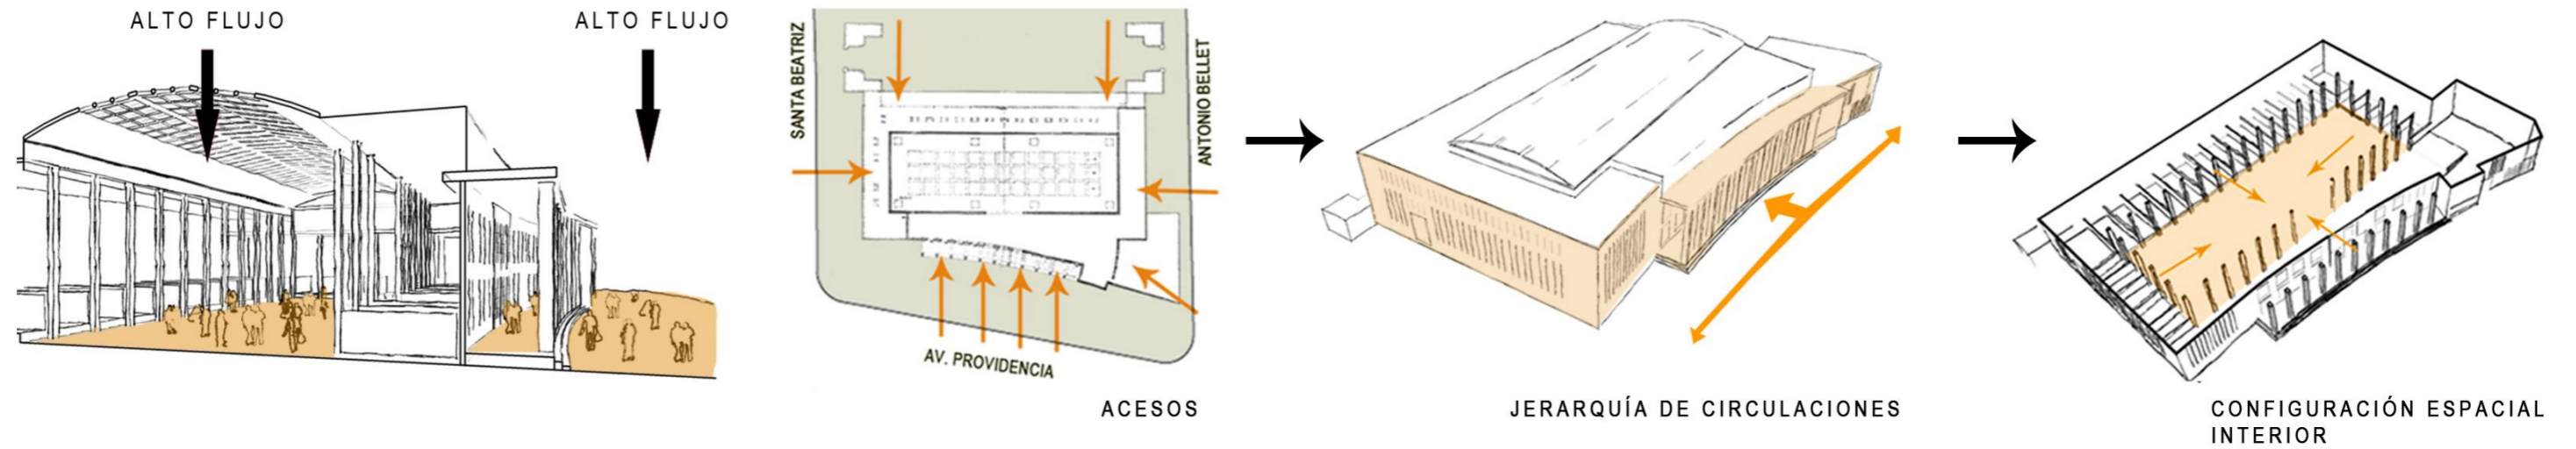 ALTO FLUJO
ALTO FLUJO
SANTA BEATRIZ
ANTONIO BELLET
AV. PROVIDENCIA
ACESOS
JERARQUÍA DE CIRCULACIONES
CONFIGURACIÓN ESPACIAL
INTERIOR